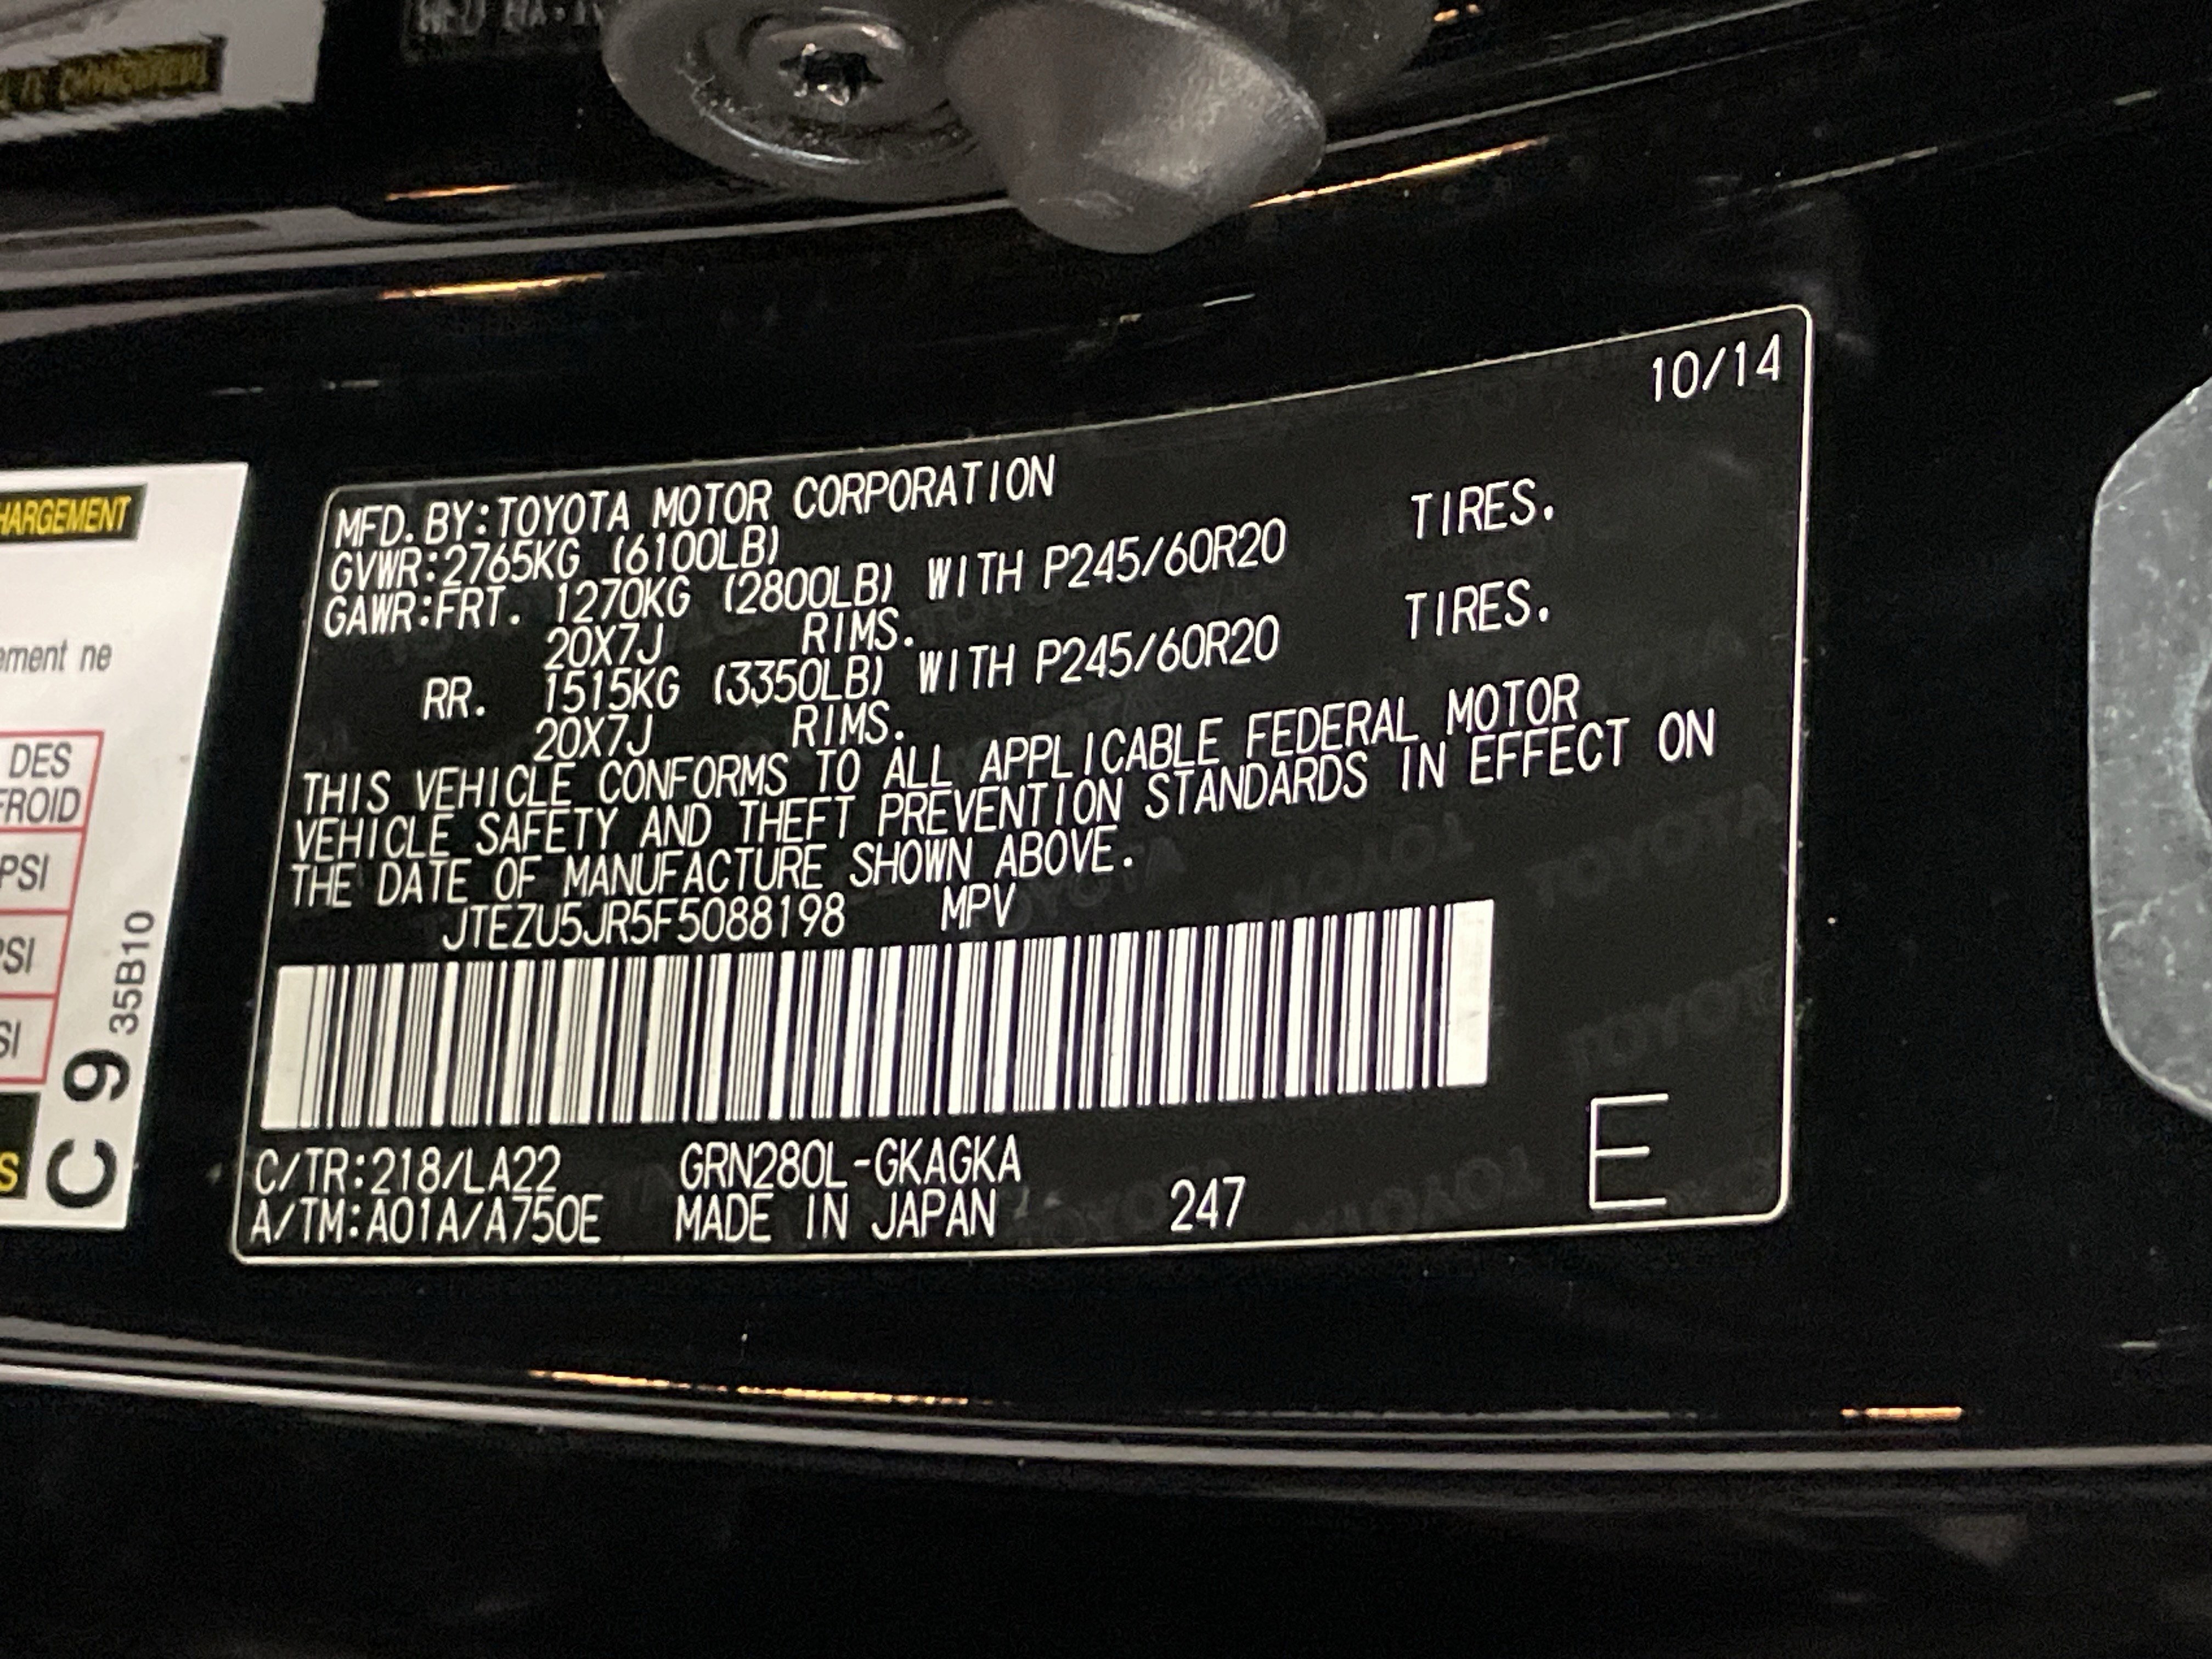 HARGEMENT
ement ne
DES
FROID
PSI
PSI
SI
S
C 9 35B10
10/14
MFD.BY:TOYOTA MOTOR CORPORATION
GVWR:2765KG (6100LB)
GAWR:FRT. 1270KG (2800LB) WITH P245/60R20 TIRES.
20X7J RIMS.
RR. 1515KG (3350LB) WITH P245/60R20 TIRES.
20X7J RIMS.
THIS VEHICLE CONFORMS TO ALL APPLICABLE FEDERAL MOTOR
VEHICLE SAFETY AND THEFT PREVENTION STANDARDS IN EFFECT ON
THE DATE OF MANUFACTURE SHOWN ABOVE.
JTEZU5JR5F5088198 MPV
C/TR:218/LA22 GRN280L-GKAGKA
A/TM:A01A/A750E MADE IN JAPAN 247
E